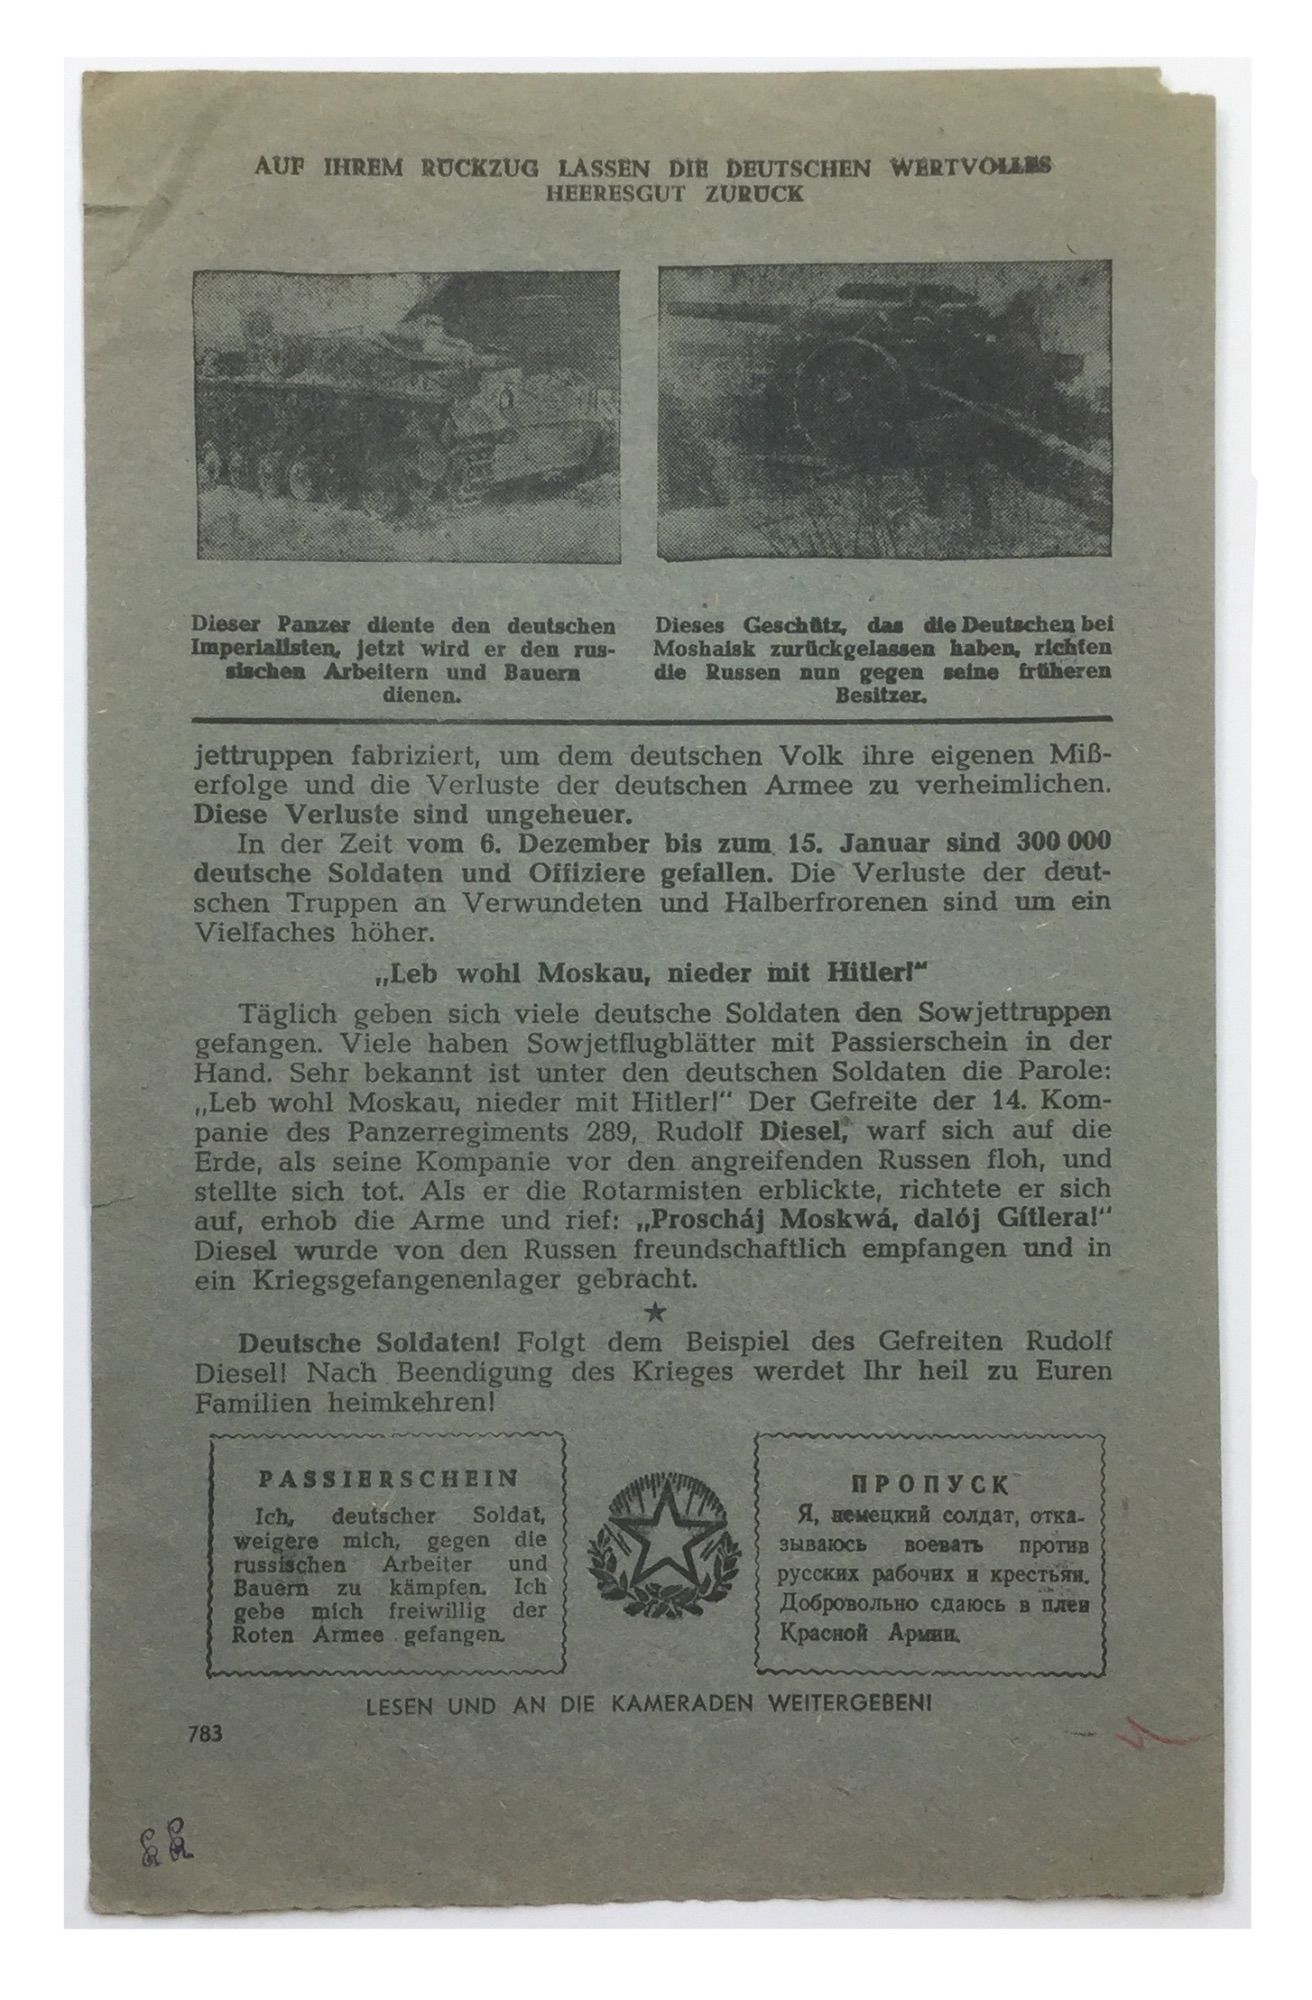 AUF IHREM RÜCKZUG LASSEN DIE DEUTSCHEN WERTVOLLES
HEERESGUT ZURÜCK
Dieser Panzer diente den deutschen
Imperialisten, jetzt wird er den rus-
sischen Arbeitern und Bauern
dienen.
Dieses Geschütz, das die Deutschen bei
Moshaisk zurückgelassen haben, richten
die Russen nun gegen seine früheren
Besitzer.
jettruppen fabriziert, um dem deutschen Volk ihre eigenen Miß-
erfolge und die Verluste der deutschen Armee zu verheimlichen.
Diese Verluste sind ungeheuer.
In der Zeit vom 6. Dezember bis zum 15. Januar sind 300 000
deutsche Soldaten und Offiziere gefallen. Die Verluste der deut-
schen Truppen an Verwundeten und Halberfrorenen sind um ein
Vielfaches höher.
„Leb wohl Moskau, nieder mit Hitler!“
Täglich geben sich viele deutsche Soldaten den Sowjettruppen
gefangen. Viele haben Sowjetflugblätter mit Passierschein in der
Hand. Sehr bekannt ist unter den deutschen Soldaten die Parole:
„Leb wohl Moskau, nieder mit Hitler!“ Der Gefreite der 14. Kom-
panie des Panzerregiments 289, Rudolf Diesel, warf sich auf die
Erde, als seine Kompanie vor den angreifenden Russen floh, und
stellte sich tot. Als er die Rotarmisten erblickte, richtete er sich
auf, erhob die Arme und rief: „Proscháj Moskwá, dalój Gítlera!“
Diesel wurde von den Russen freundschaftlich empfangen und in
ein Kriegsgefangenenlager gebracht.
Deutsche Soldaten! Folgt dem Beispiel des Gefreiten Rudolf
Diesel! Nach Beendigung des Krieges werdet Ihr heil zu Euren
Familien heimkehren!
PASSIERSCHEIN
Ich, deutscher Soldat,
weigere mich, gegen die
russischen Arbeiter und
Bauern zu kämpfen. Ich
gebe mich freiwillig der
Roten Armee gefangen.
ПРОПУСК
Я, немецкий солдат, отка-
зываюсь воевать против
русских рабочих и крестьян.
Добровольно сдаюсь в плен
Красной Армии.
LESEN UND AN DIE KAMERADEN WEITERGEBEN!
783